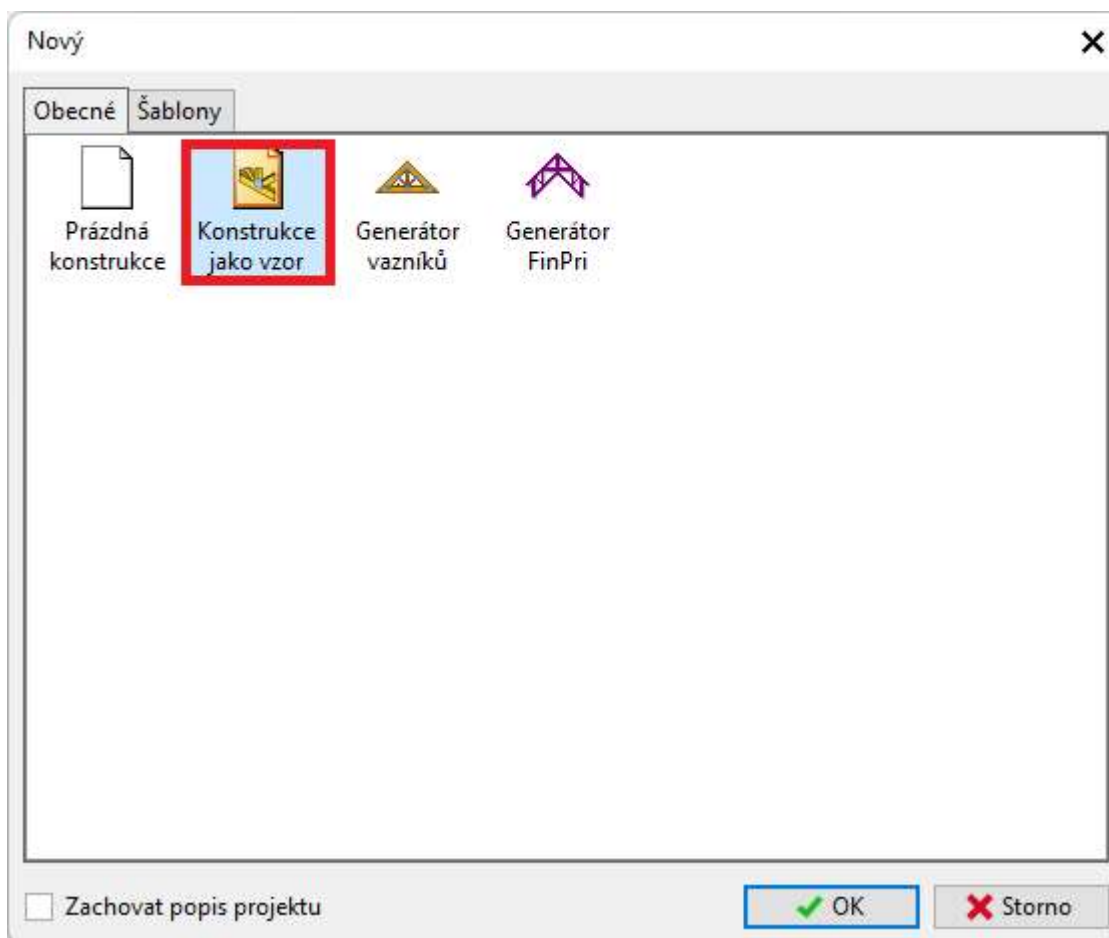 Nový
Obecné Šablony
Prázdná konstrukce
Konstrukce jako vzor
Generátor vazníků
Generátor FinPri
Zachovat popis projektu
OK
Storno